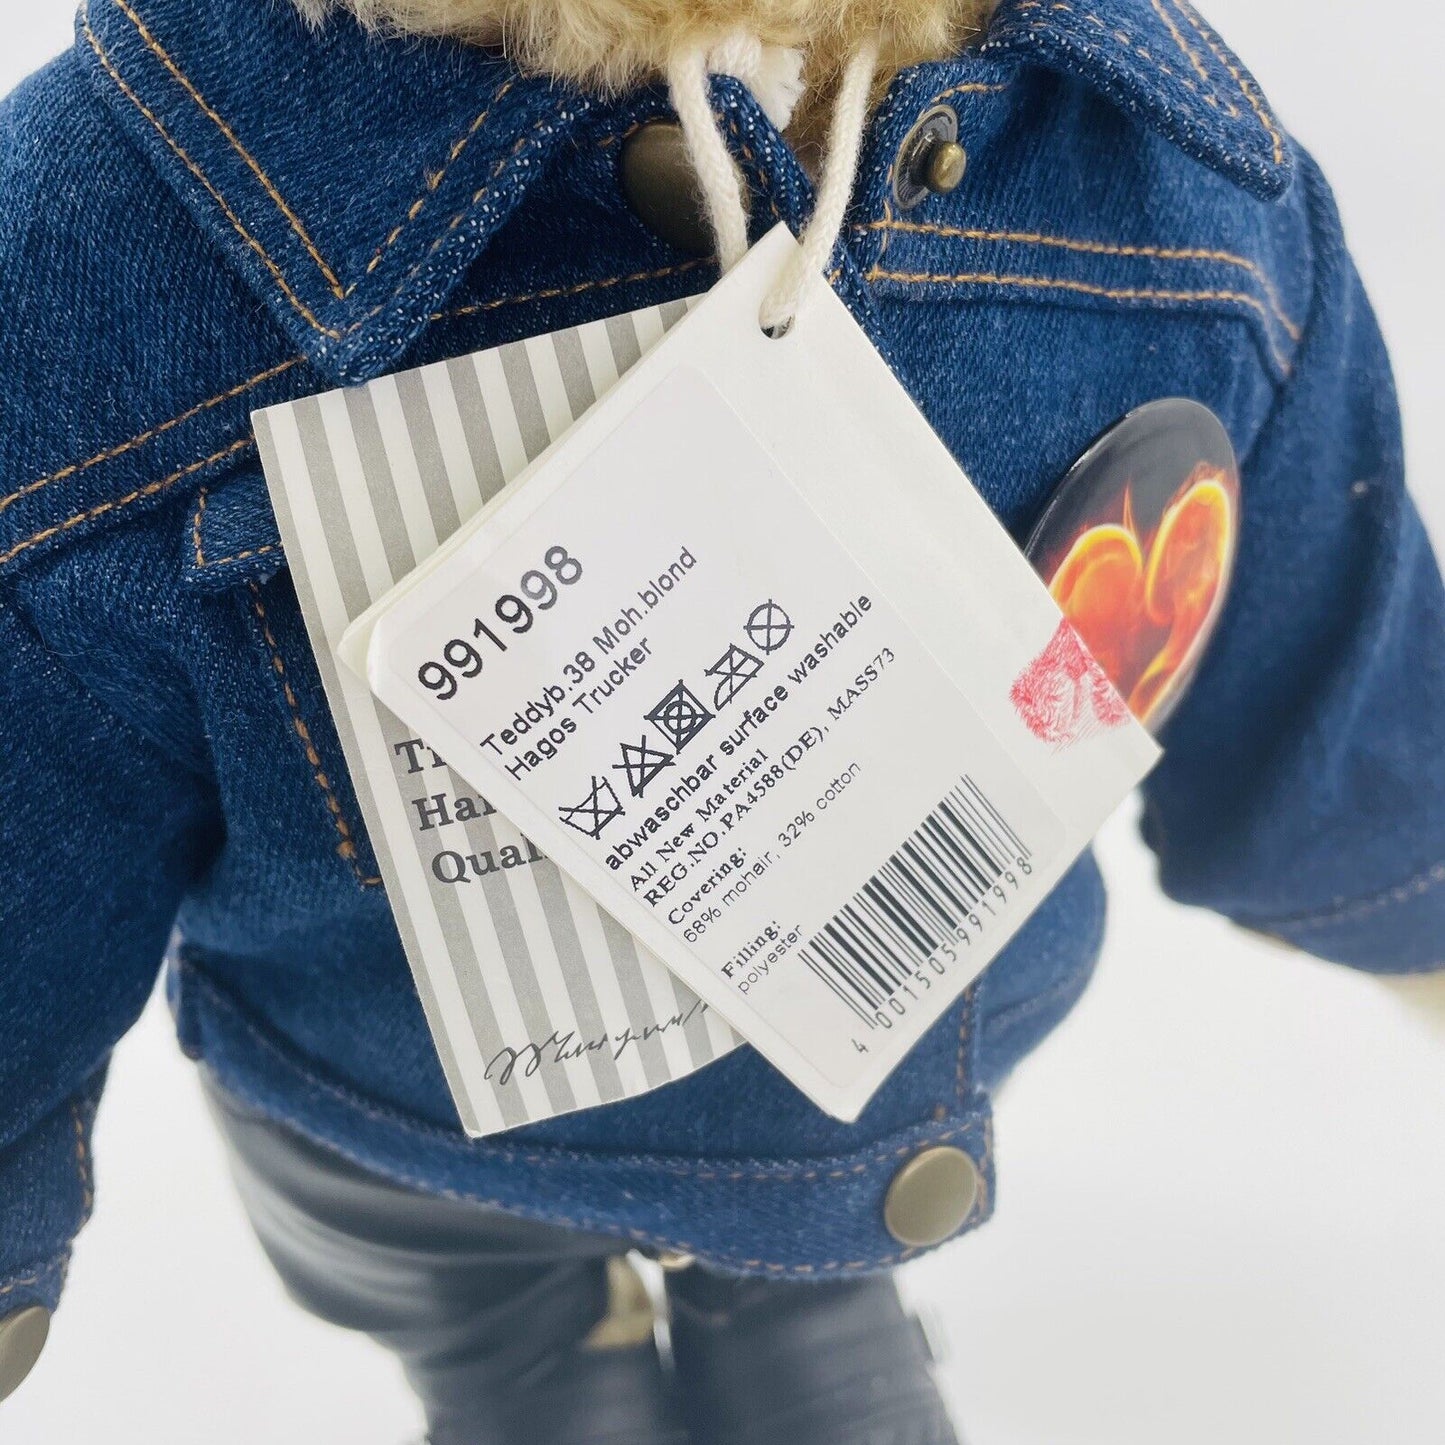 991998
Teddyb.38 Moh.blond
Hagos Trucker
abwaschbar surface washable
All New Material
REG.NO.PA4588(DE), MASS73
Covering:
68% mohair, 32% cotton
Filling:
polyester
4 001505 991998